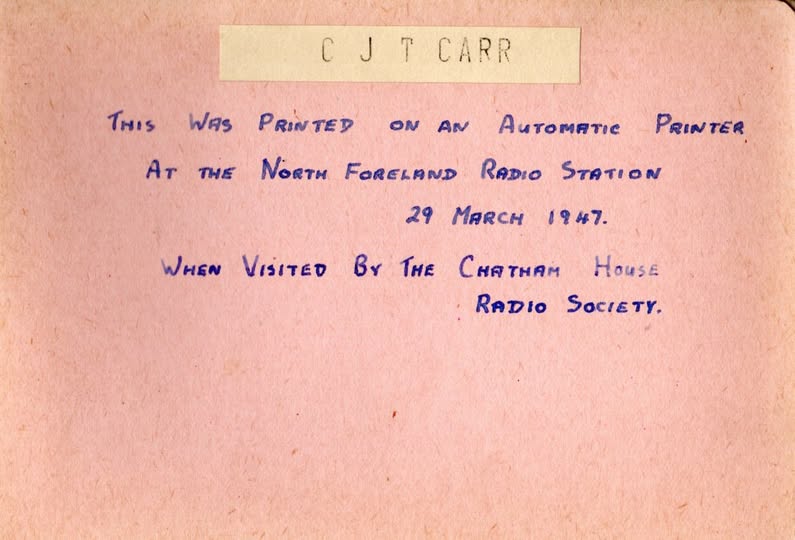 C J T CARR
THIS WAS PRINTED ON AN AUTOMATIC PRINTER
AT THE NORTH FORELAND RADIO STATION
29 MARCH 1947.
WHEN VISITED BY THE CHATHAM HOUSE
RADIO SOCIETY.